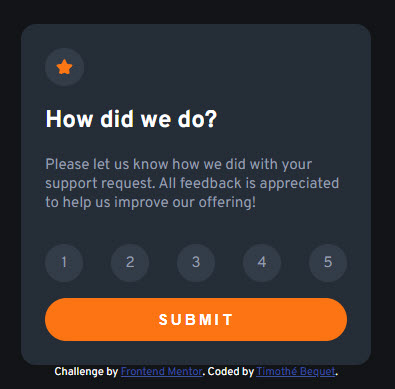 How did we do?
Please let us know how we did with your
support request. All feedback is appreciated
to help us improve our offering!
1 2 3 4 5
SUBMIT
Challenge by Frontend Mentor. Coded by Timothé Bequet.